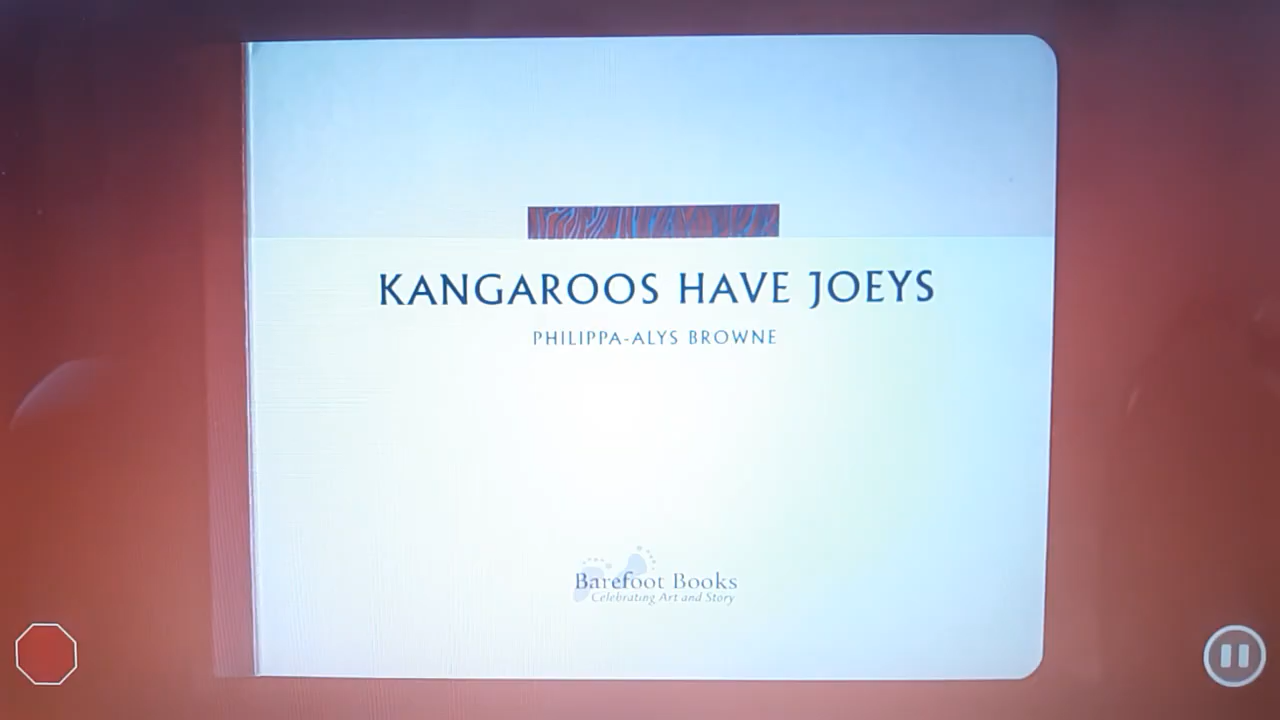 KANGAROOS HAVE JOEYS
PHILIPPA-ALYS BROWNE
Barefoot Books
Celebrating Art and Story